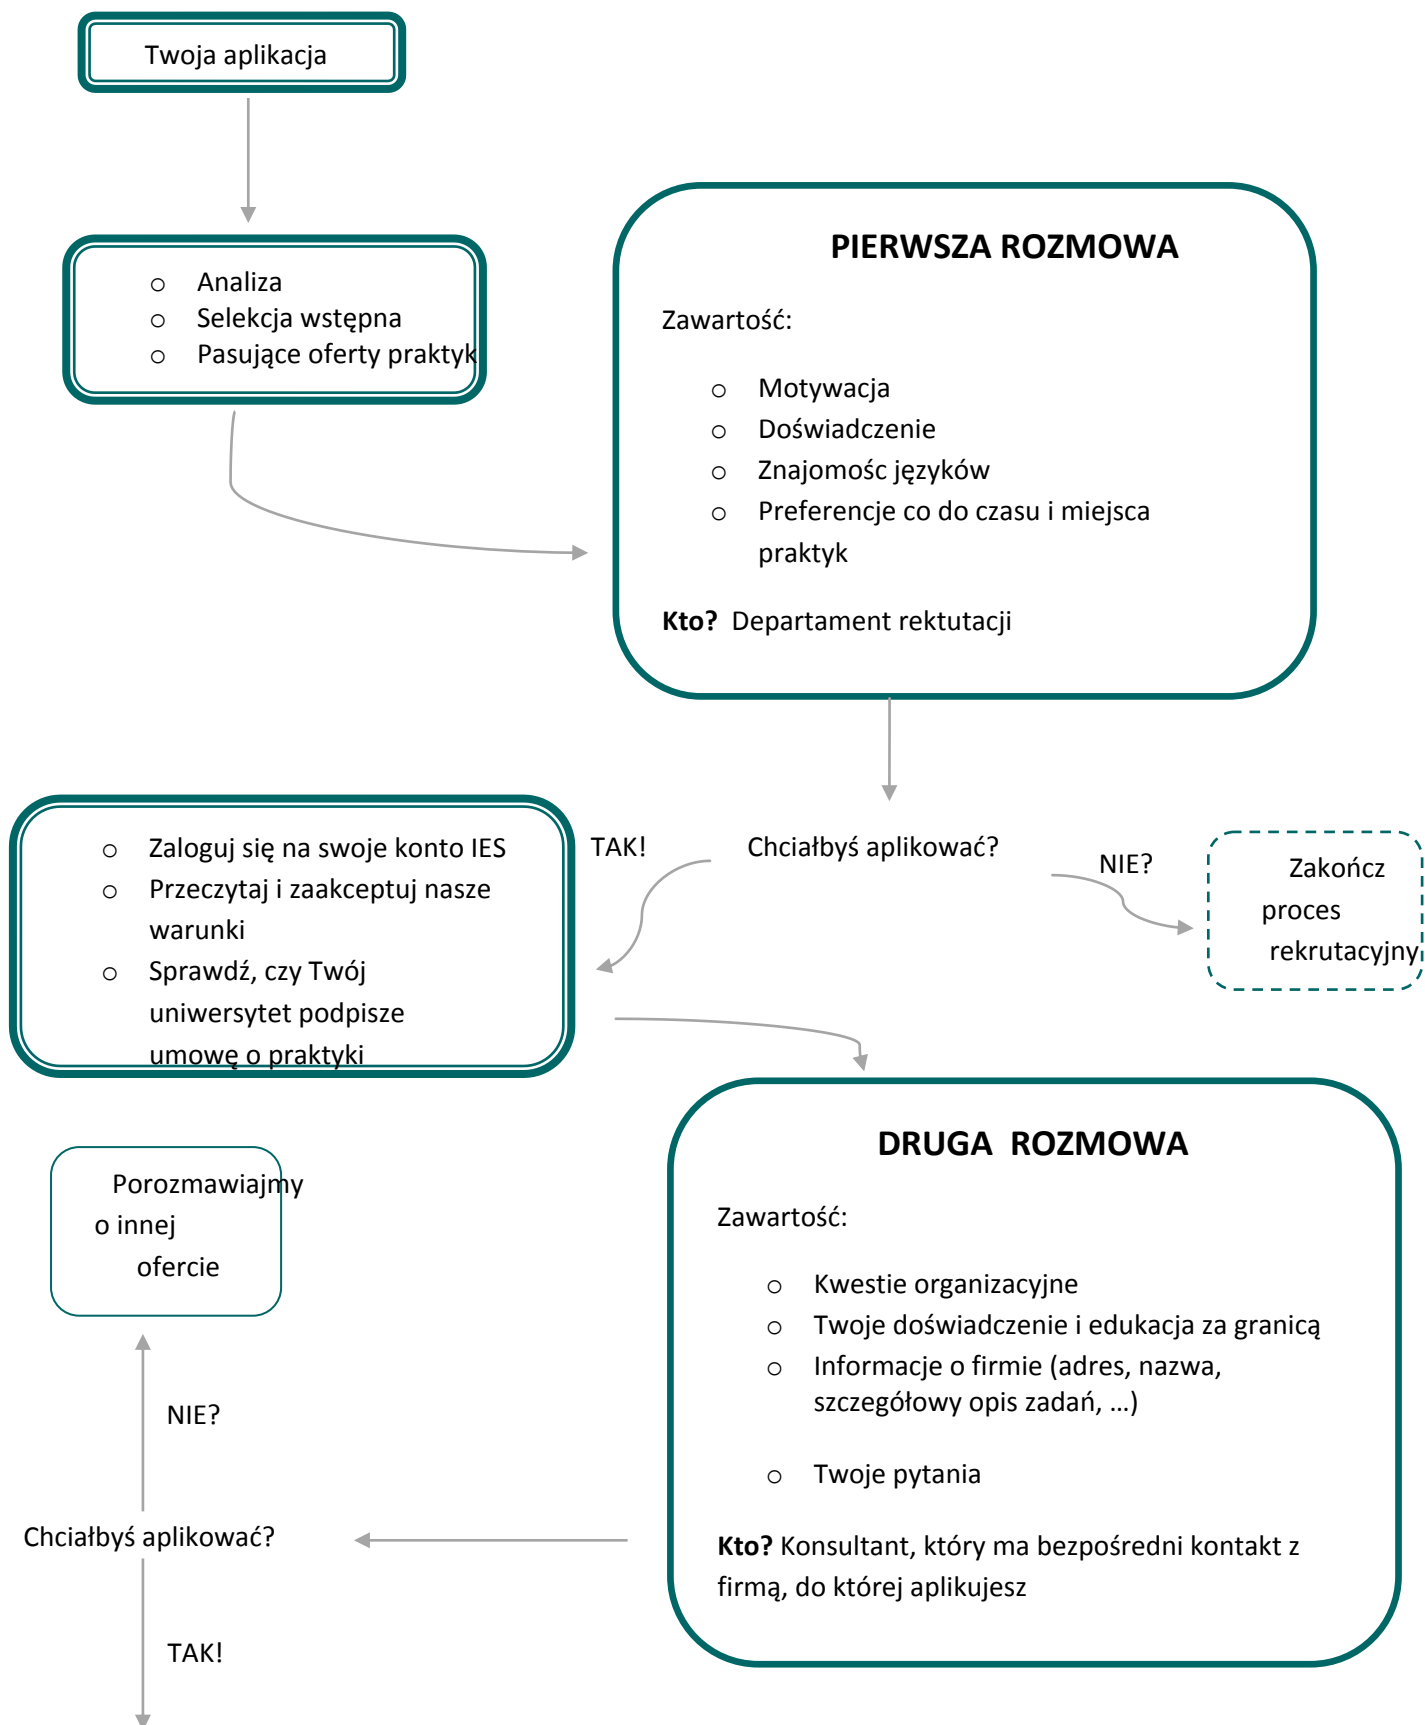 Twoja aplikacja
o Analiza
o Selekcja wstępna
o Pasujące oferty praktyk
PIERWSZA ROZMOWA
Zawartość:
o Motywacja
o Doświadczenie
o Znajomośc języków
o Preferencje co do czasu i miejsca
praktyk
Kto? Departament rektutacji
Chciałbyś aplikować?
TAK!
NIE?
Zakończ
proces
rekrutacyjny
o Zaloguj się na swoje konto IES
o Przeczytaj i zaakceptuj nasze
warunki
o Sprawdź, czy Twój
uniwersytet podpisze
umowę o praktyki
DRUGA ROZMOWA
Zawartość:
o Kwestie organizacyjne
o Twoje doświadczenie i edukacja za granicą
o Informacje o firmie (adres, nazwa,
szczegółowy opis zadań, ...)
o Twoje pytania
Kto? Konsultant, który ma bezpośredni kontakt z
firmą, do której aplikujesz
Chciałbyś aplikować?
NIE?
Porozmawiajmy
o innej
ofercie
TAK!